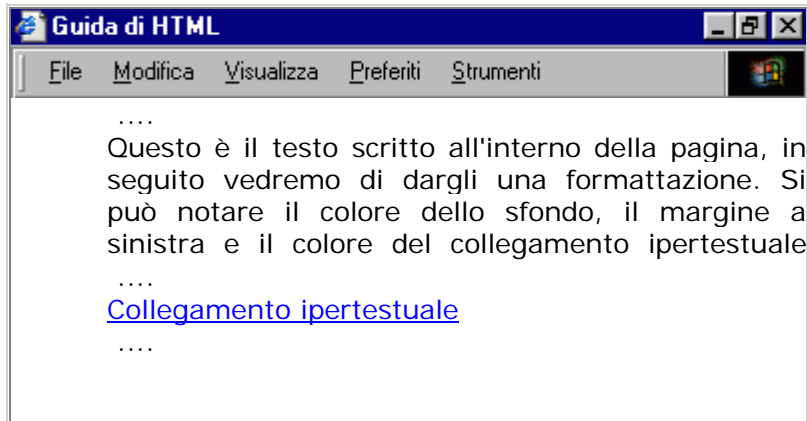 Guida di HTML
File Modifica Visualizza Preferiti Strumenti
....
Questo è il testo scritto all'interno della pagina, in
seguito vedremo di dargli una formattazione. Si
può notare il colore dello sfondo, il margine a
sinistra e il colore del collegamento ipertestuale
....
Collegamento ipertestuale
....